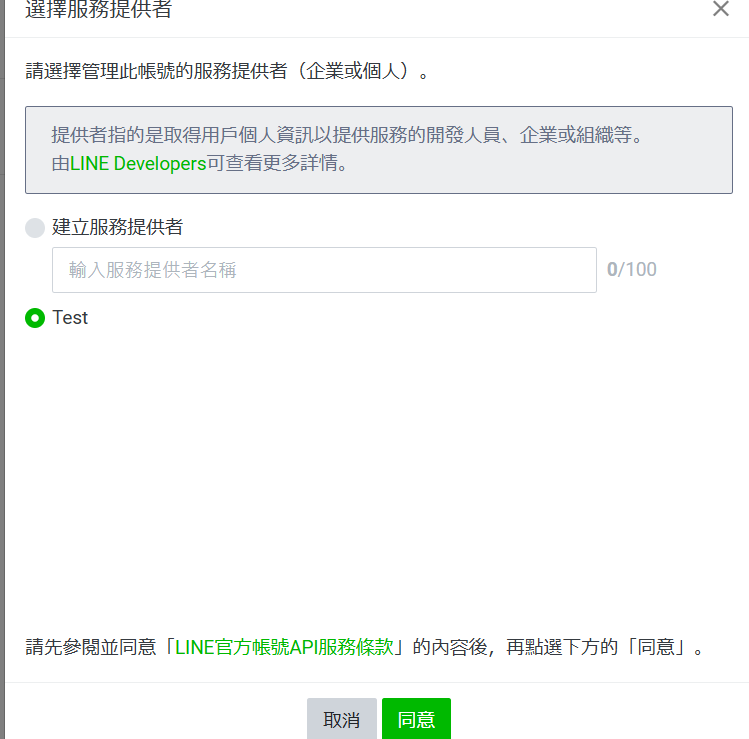 選擇服務提供者
請選擇管理此帳號的服務提供者（企業或個人）。
提供者指的是取得用戶個人資訊以提供服務的開發人員、企業或組織等。
由LINE Developers可查看更多詳情。
建立服務提供者
輸入服務提供者名稱 0/100
Test
請先參閱並同意「LINE官方帳號API服務條款」的內容後，再點選下方的「同意」。
取消 同意